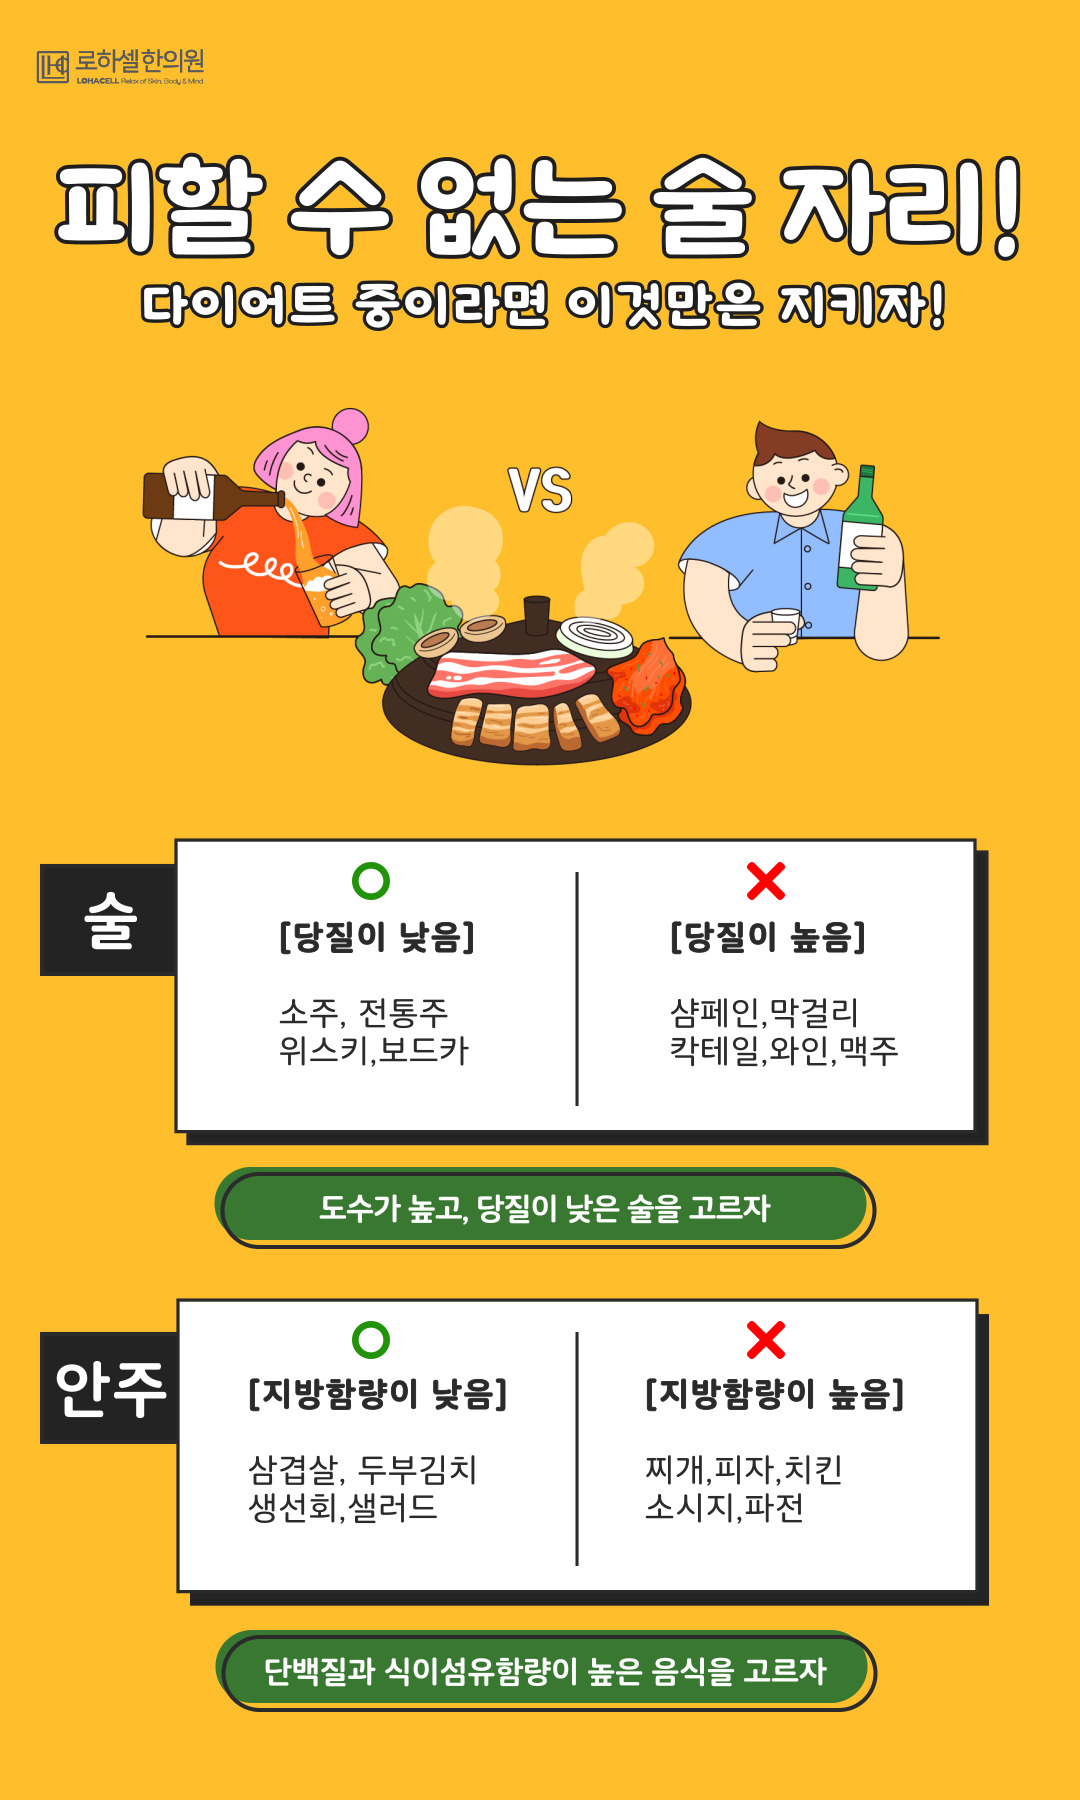 로하셀한의원
LOHACELL Relax of Skin, Body & Mind
피할 수 없는 술 자리!
다이어트 중이라면 이것만은 지키자!
VS
술
[당질이 낮음]
소주, 전통주
위스키,보드카
[당질이 높음]
샴페인,막걸리
칵테일,와인,맥주
도수가 높고, 당질이 낮은 술을 고르자
안주
[지방함량이 낮음]
삼겹살, 두부김치
생선회,샐러드
[지방함량이 높음]
찌개,피자,치킨
소시지,파전
단백질과 식이섬유함량이 높은 음식을 고르자